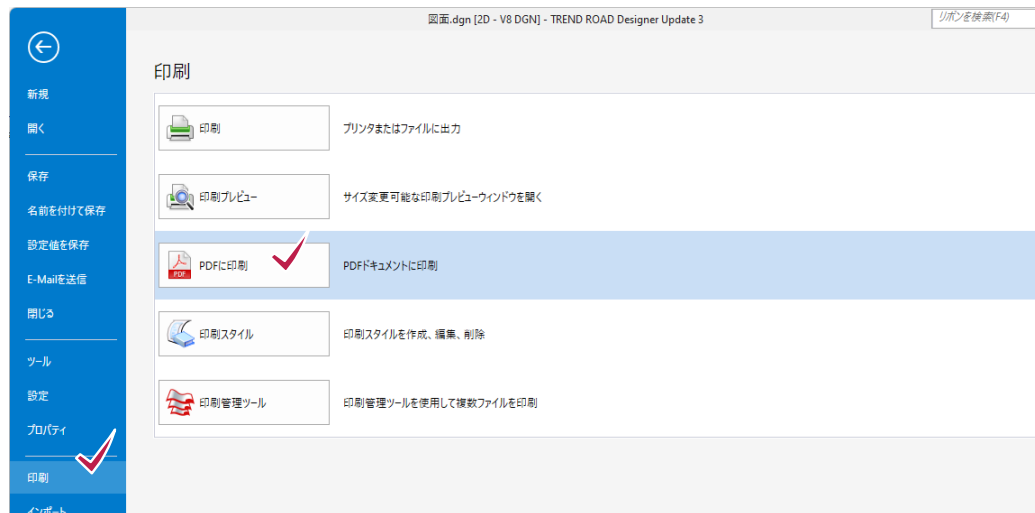 図面.dgn [2D - V8 DGN] - TREND ROAD Designer Update 3
リボンを検索(F4)
印刷
新規
開く
保存
名前を付けて保存
設定値を保存
E-Mailを送信
閉じる
ツール
設定
プロパティ
印刷
インポート
印刷
プリンタまたはファイルに出力
印刷プレビュー
サイズ変更可能な印刷プレビューウィンドウを開く
PDFに印刷
PDFドキュメントに印刷
PDF
印刷スタイル
印刷スタイルを作成、編集、削除
印刷管理ツール
印刷管理ツールを使用して複数ファイルを印刷